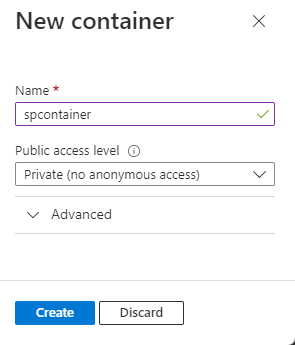 New container
Name *
spcontainer
Public access level
Private (no anonymous access)
Advanced
Create
Discard